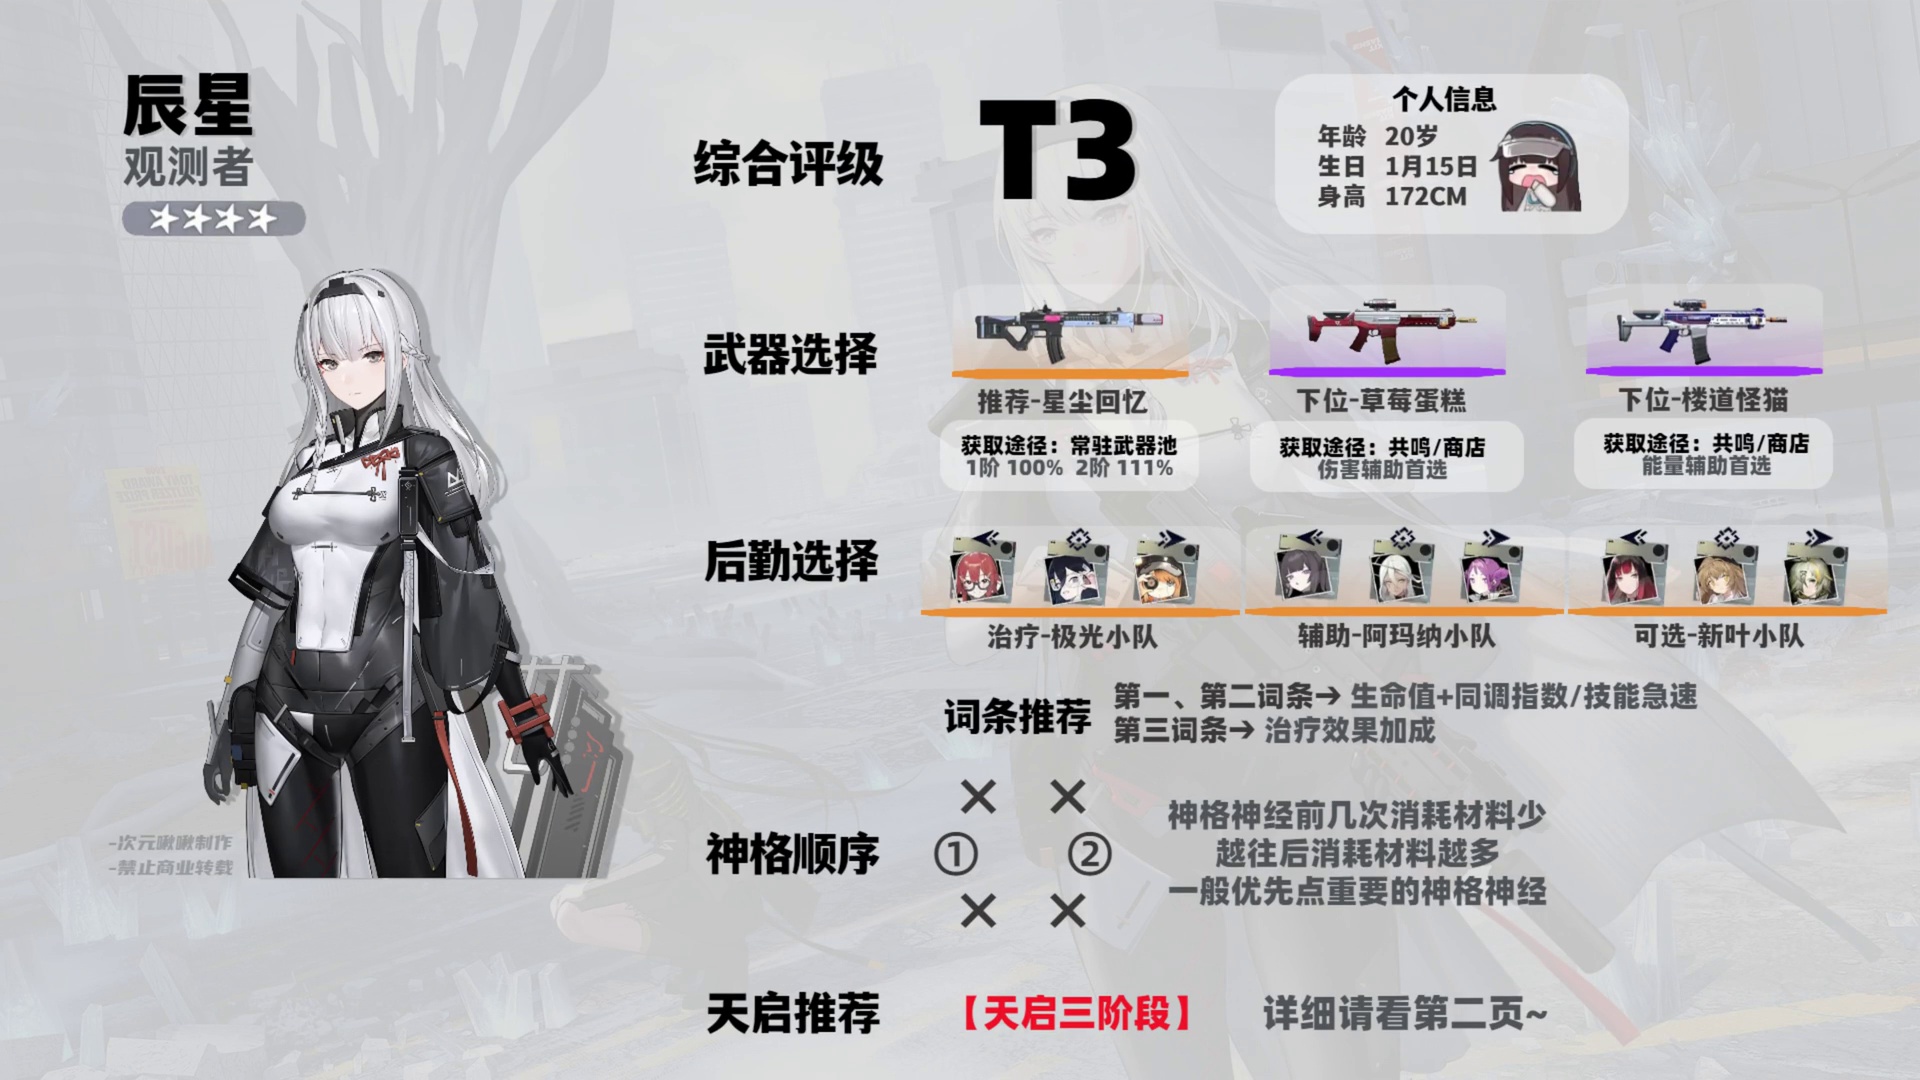 辰星
观测者
综合评级
T3
个人信息
年龄 20岁
生日 1月15日
身高 172CM
武器选择
推荐-星尘回忆
获取途径：常驻武器池
1阶 100% 2阶 111%
下位-草莓蛋糕
获取途径：共鸣/商店
伤害辅助首选
下位-楼道怪猫
获取途径：共鸣/商店
能量辅助首选
后勤选择
治疗-极光小队
辅助-阿玛纳小队
可选-新叶小队
词条推荐
第一、第二词条→ 生命值+同调指数/技能急速
第三词条→ 治疗效果加成
神格顺序
× ×
① ②
× ×
神格神经前几次消耗材料少
越往后消耗材料越多
一般优先点重要的神格神经
天启推荐
【天启三阶段】
详细请看第二页~
-次元啾啾制作
-禁止商业转载